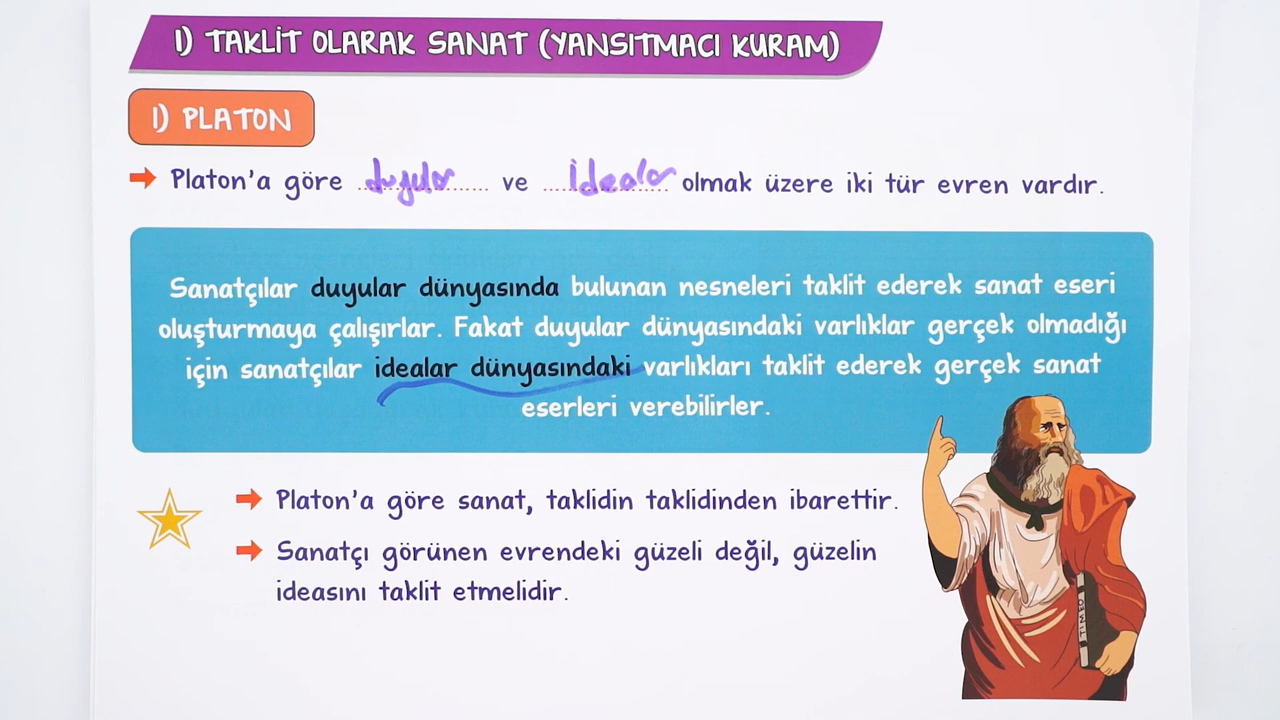 1) TAKLİT OLARAK SANAT (YANSITMACI KURAM)
1) PLATON
Platon'a göre duyular ve idealar olmak üzere iki tür evren vardır.
Sanatçılar duyular dünyasında bulunan nesneleri taklit ederek sanat eseri
oluşturmaya çalışırlar. Fakat duyular dünyasındaki varlıklar gerçek olmadığı
için sanatçılar idealar dünyasındaki varlıkları taklit ederek gerçek sanat
eserleri verebilirler.
Platon'a göre sanat, taklidin taklidinden ibarettir.
Sanatçı görünen evrendeki güzeli değil, güzelin
ideasını taklit etmelidir.